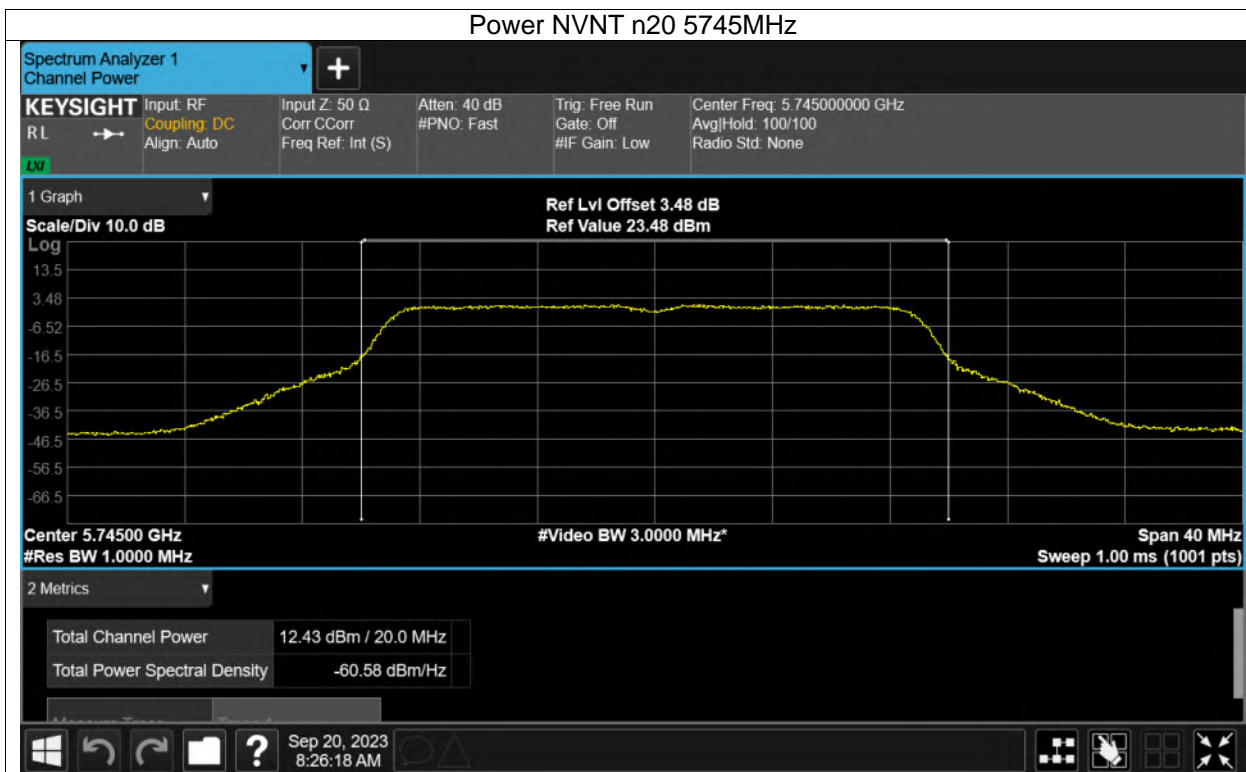 Power NVNT n20 5745MHz
Spectrum Analyzer 1
Channel Power
+
KEYSIGHT
RL
LXI
Input: RF
Coupling: DC
Align: Auto
Input Z: 50 Ω
Corr CCorr
Freq Ref: Int (S)
Atten: 40 dB
#PNO: Fast
Trig: Free Run
Gate: Off
#IF Gain: Low
Center Freq: 5.745000000 GHz
Avg|Hold: 100/100
Radio Std: None
1 Graph
Scale/Div 10.0 dB
Ref Lvl Offset 3.48 dB
Ref Value 23.48 dBm
Log
13.5
3.48
-6.52
-16.5
-26.5
-36.5
-46.5
-56.5
-66.5
Center 5.74500 GHz
#Video BW 3.0000 MHz*
Span 40 MHz
#Res BW 1.0000 MHz
Sweep 1.00 ms (1001 pts)
2 Metrics
Total Channel Power 12.43 dBm / 20.0 MHz
Total Power Spectral Density -60.58 dBm/Hz
?
Sep 20, 2023
8:26:18 AM